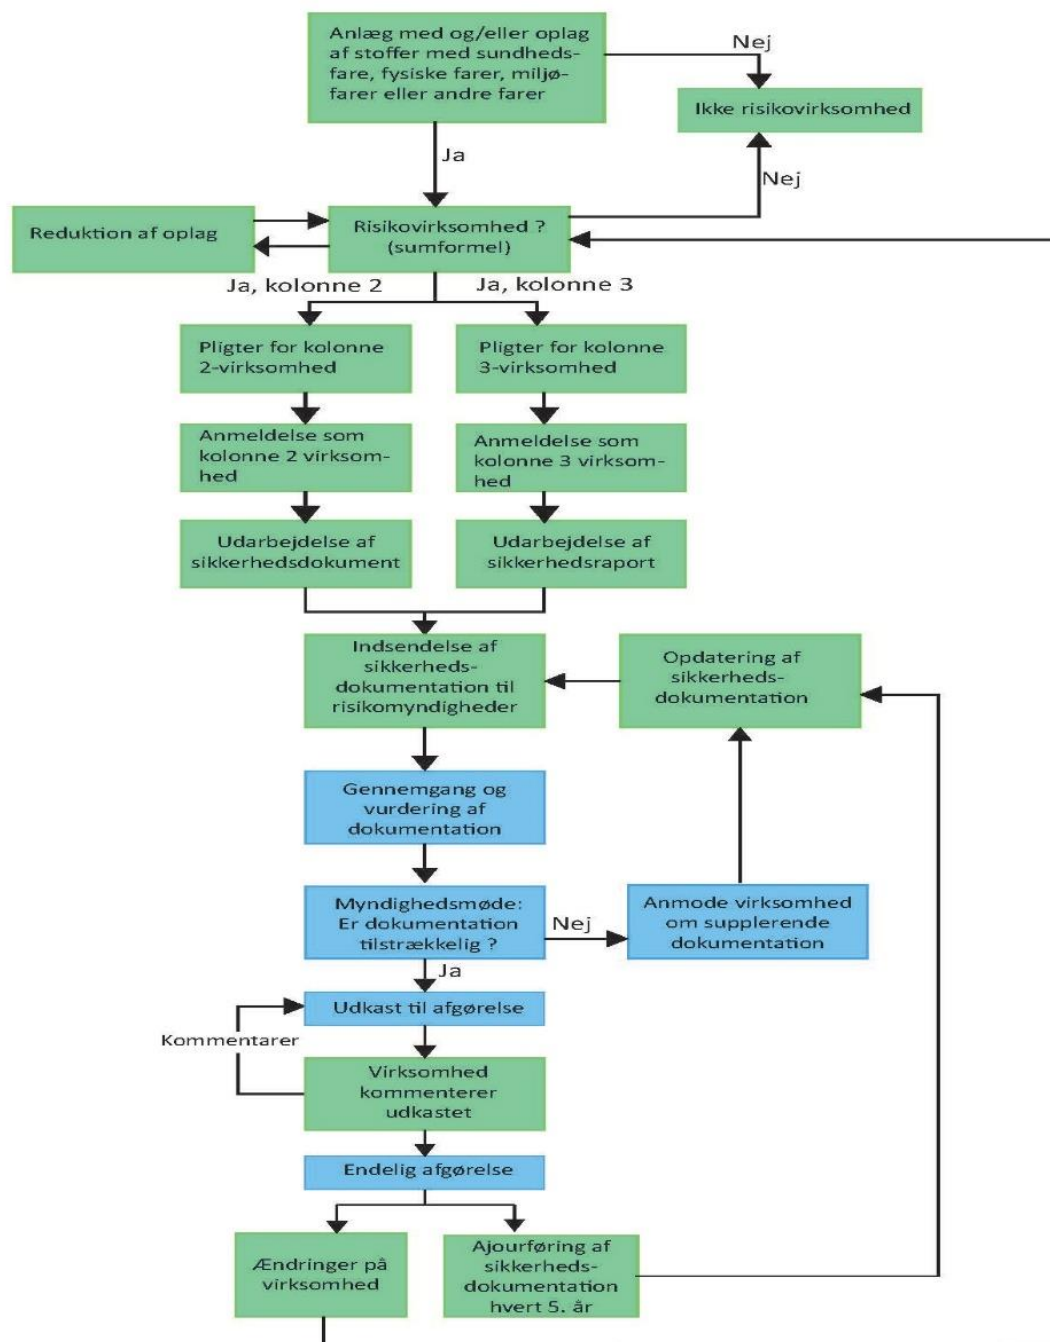 Anlæg med og/eller oplag
af stoffer med sundheds-
fare, fysiske farer, miljø-
farer eller andre farer
Nej
Ikke risikovirksomhed
Ja
Nej
Reduktion af oplag
Risikovirksomhed ?
(sumformel)
Ja, kolonne 2
Ja, kolonne 3
Pligter for kolonne
2-virksomhed
Pligter for kolonne
3-virksomhed
Anmeldelse som
kolonne 2 virksom-
hed
Anmeldelse som
kolonne 3 virksom-
hed
Udarbejdelse af
sikkerhedsdokument
Udarbejdelse af
sikkerhedsraport
Indsendelse af
sikkerheds-
dokumentation til
risikomyndigheder
Opdatering af
sikkerheds-
dokumentation
Gennemgang og
vurdering af
dokumentation
Myndighedsmøde:
Er dokumentation
tilstrækkelig ?
Nej
Anmode virksomhed
om supplerende
dokumentation
Ja
Udkast til afgørelse
Kommentarer
Virksomhed
kommenterer
udkastet
Endelig afgørelse
Ændringer på
virksomhed
Ajourføring af
sikkerheds-
dokumentation
hvert 5. år